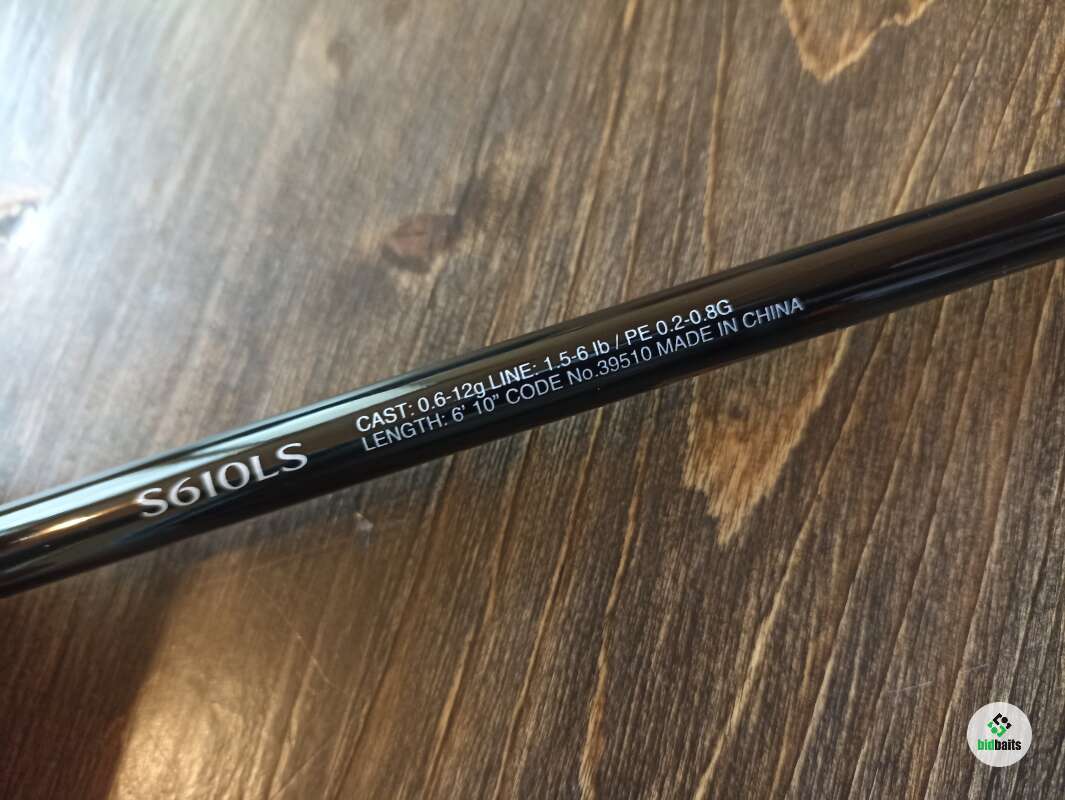 S610LS
CAST: 0.6-12g LINE: 1.5-6 lb / PE 0.2-0.8G
LENGTH: 6' 10” CODE No.39510 MADE IN CHINA
bidbaits